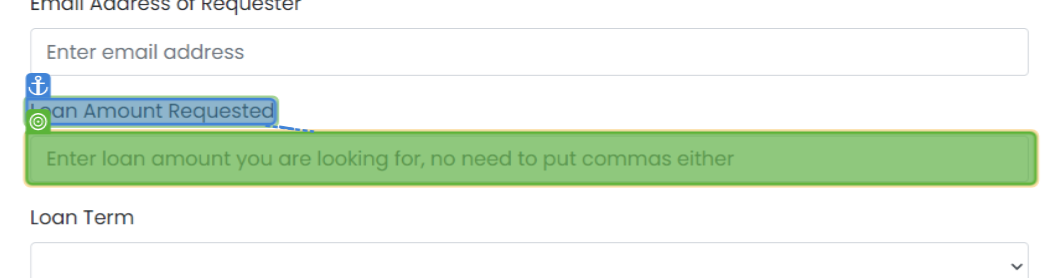 Email Address of Requester
Enter email address
Loan Amount Requested
Enter loan amount you are looking for, no need to put commas either
Loan Term